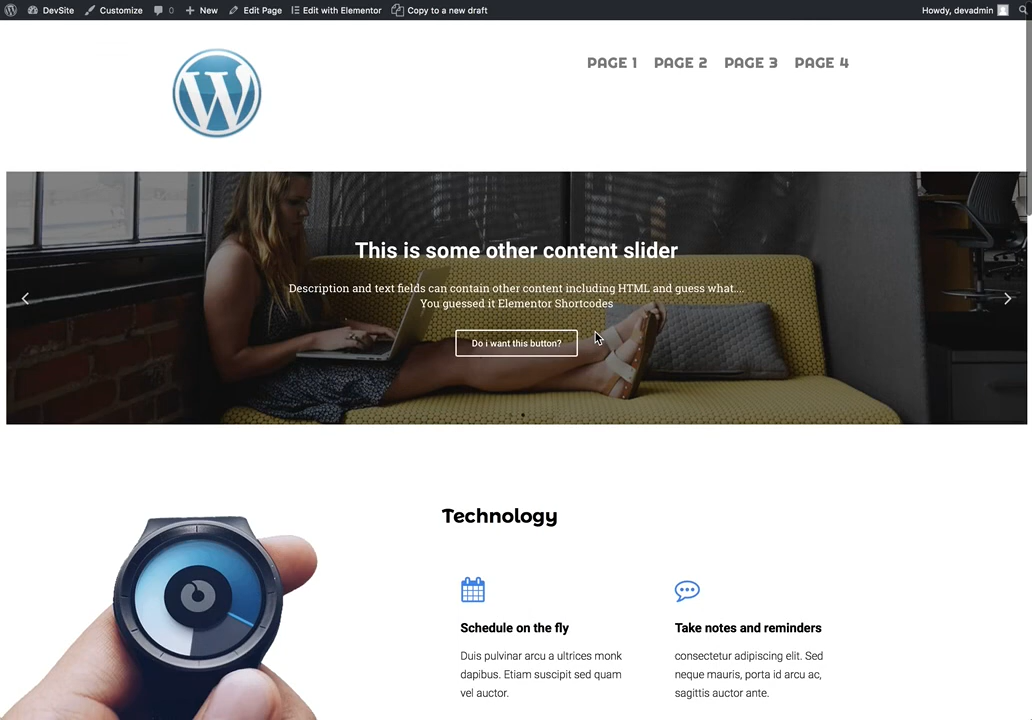 DevSite Customize 0 New Edit Page Edit with Elementor Copy to a new draft Howdy, devadmin
W
PAGE 1 PAGE 2 PAGE 3 PAGE 4
This is some other content slider
Description and text fields can contain other content including HTML and guess what....
You guessed it Elementor Shortcodes
Do i want this button?
Technology
Schedule on the fly
Duis pulvinar arcu a ultrices monk
dapibus. Etiam suscipit sed quam
vel auctor.
Take notes and reminders
consectetur adipiscing elit. Sed
neque mauris, porta id arcu ac,
sagittis auctor ante.